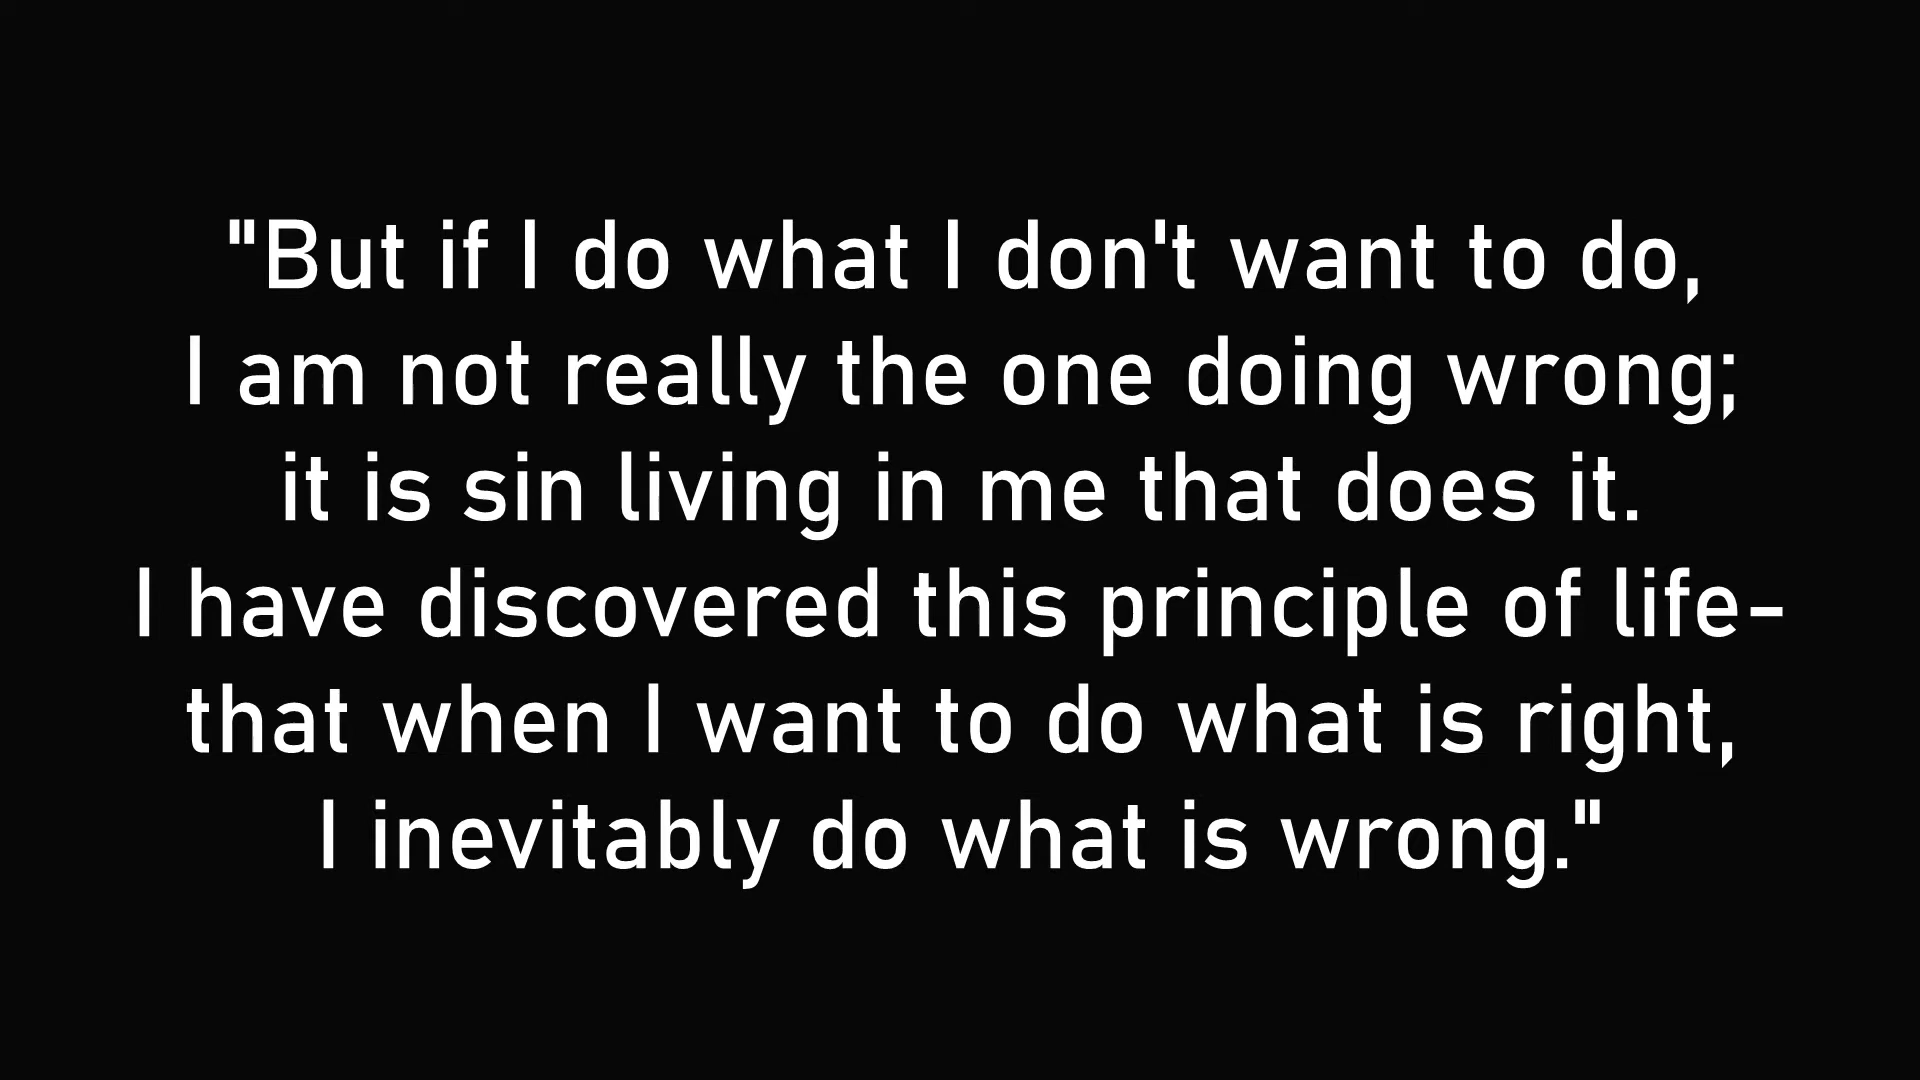 "But if I do what I don't want to do,
I am not really the one doing wrong;
it is sin living in me that does it.
I have discovered this principle of life-
that when I want to do what is right,
I inevitably do what is wrong."